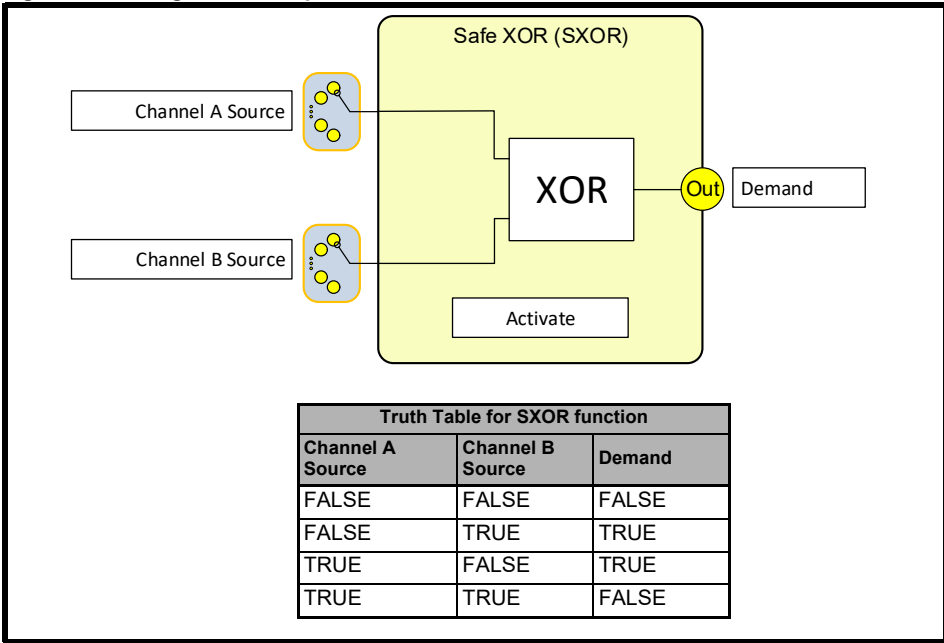 Safe XOR (SXOR)
Channel A Source
XOR
Out
Demand
Channel B Source
Activate
Truth Table for SXOR function
Channel A Source Channel B Source Demand
FALSE FALSE FALSE
FALSE TRUE TRUE
TRUE FALSE TRUE
TRUE TRUE FALSE